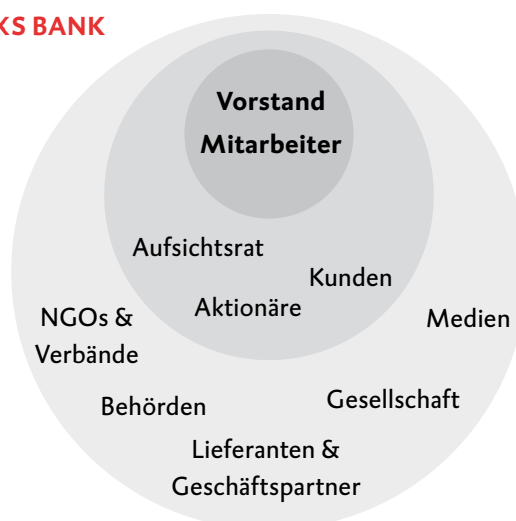 KS BANK
Vorstand
Mitarbeiter
Aufsichtsrat
Kunden
Aktionäre
NGOs &
Verbände
Medien
Behörden
Gesellschaft
Lieferanten &
Geschäftspartner